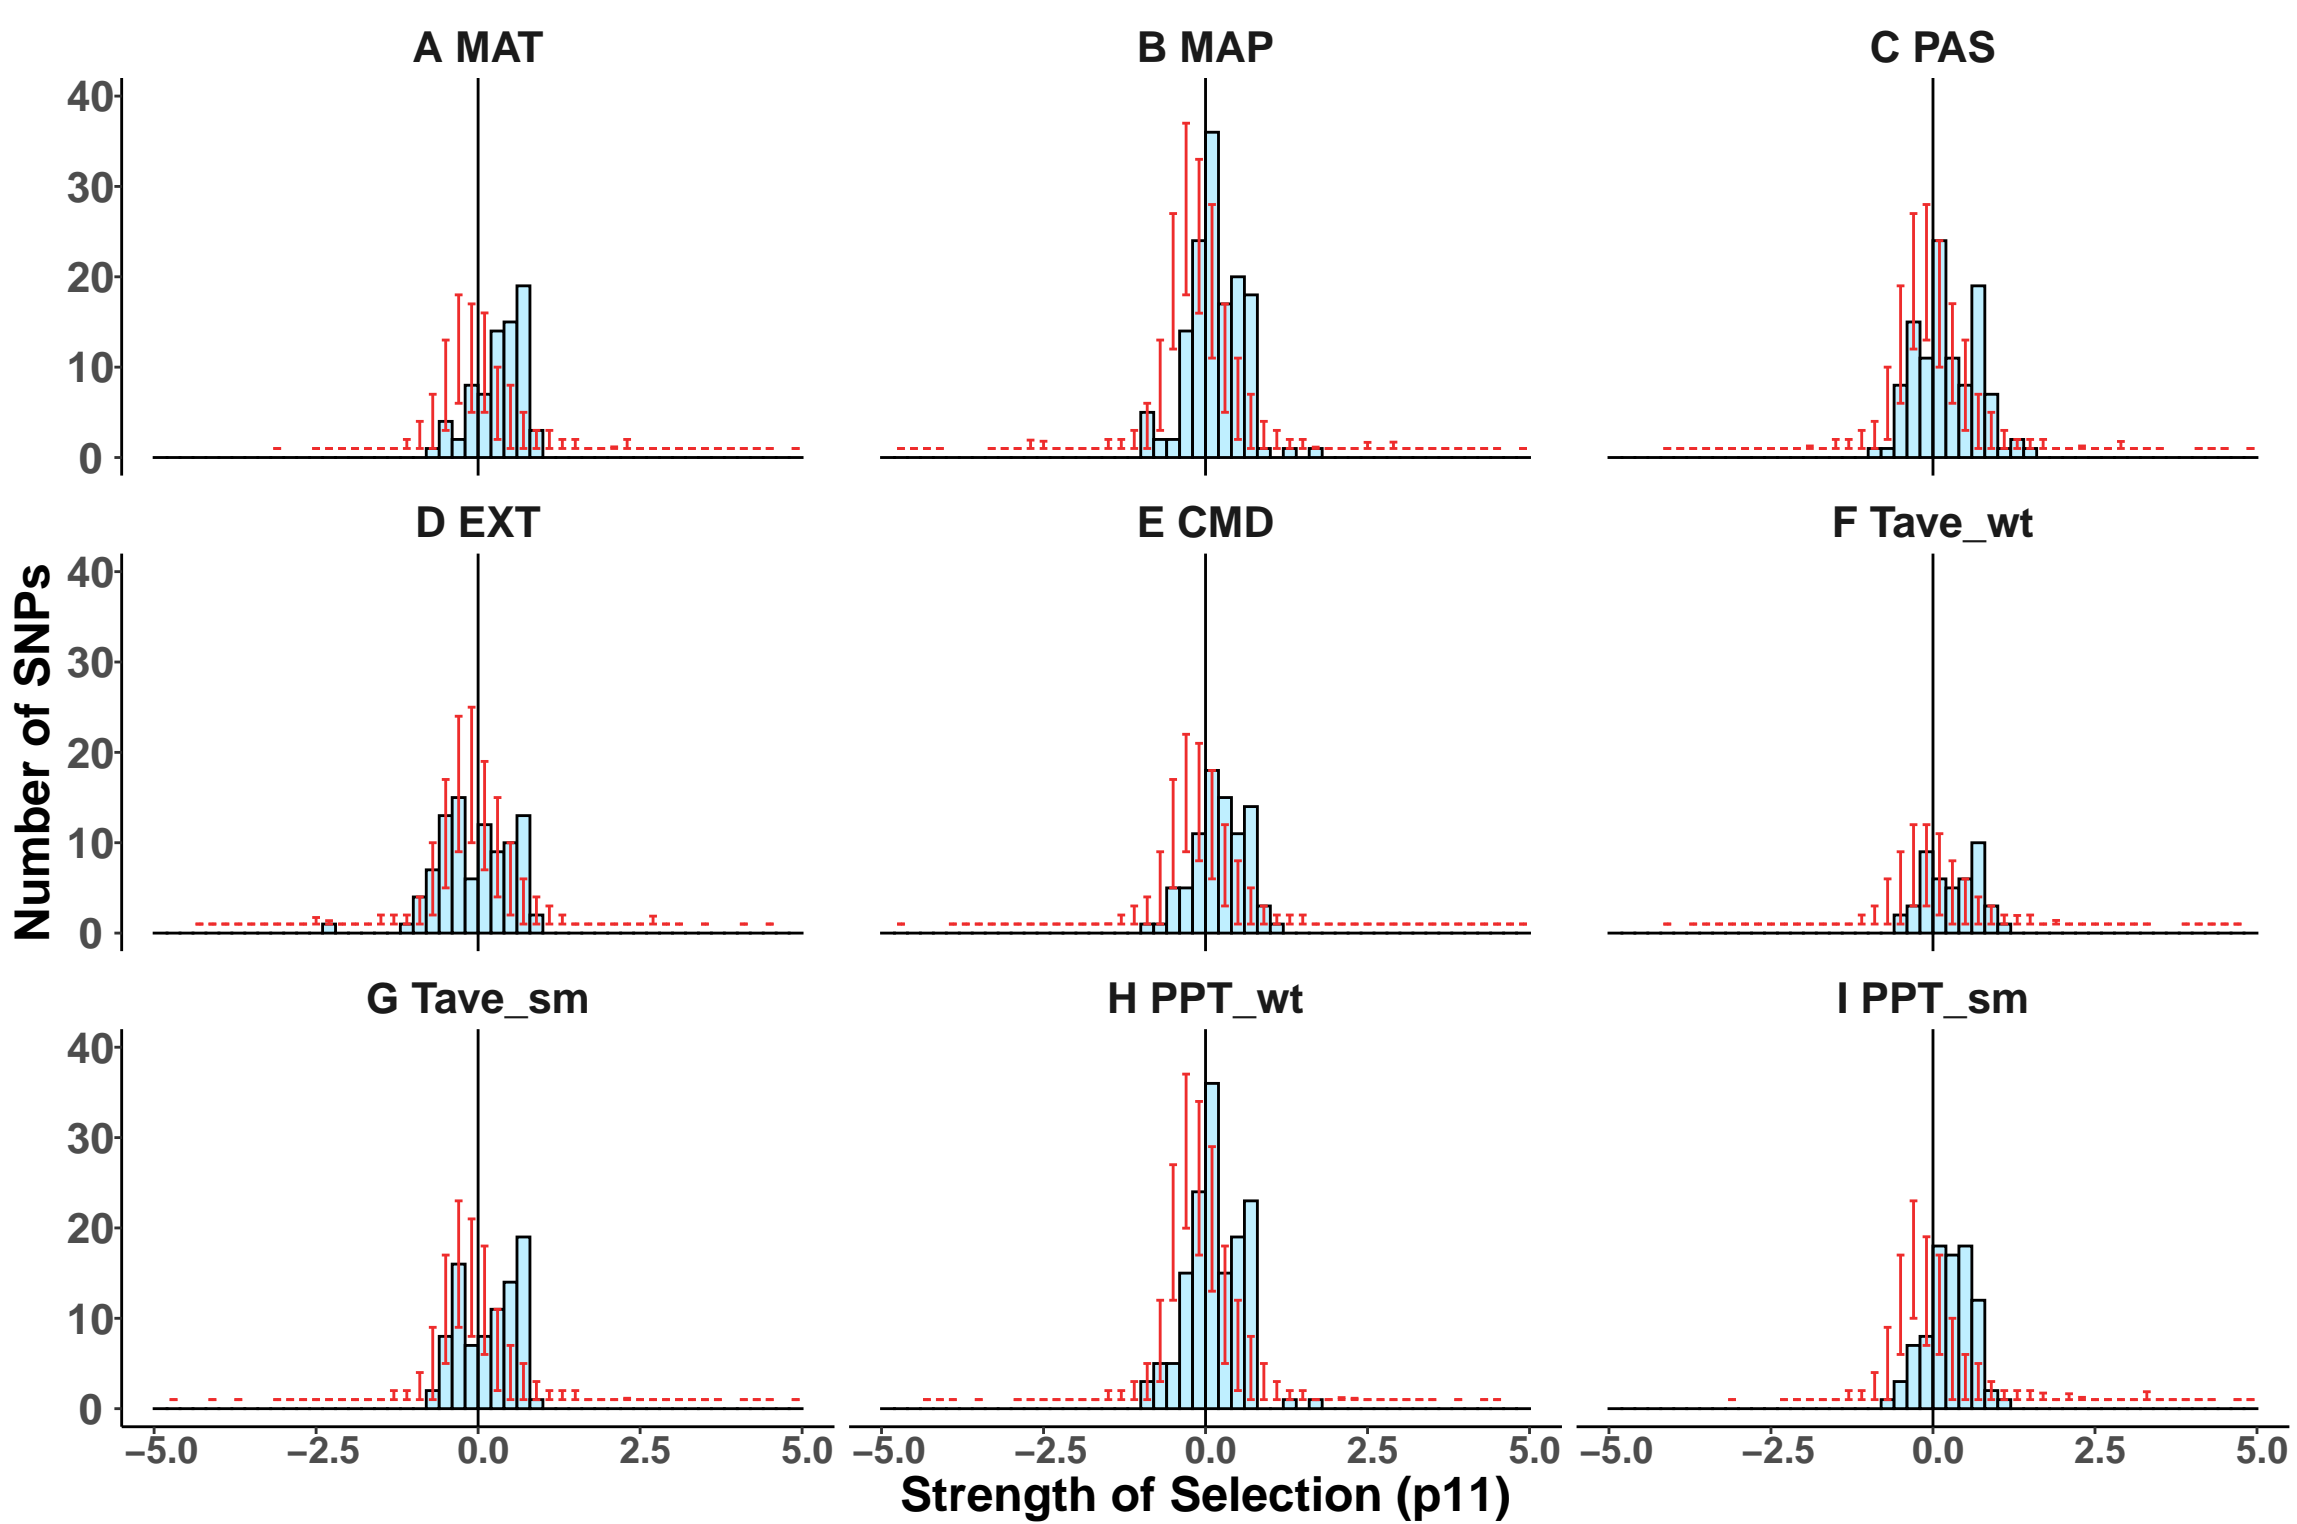 A MAT
B MAP
C PAS
40
30
20
10
0
D EXT
E CMD
F Tave_wt
40
30
20
10
0
Number of SNPs
G Tave_sm
H PPT_wt
I PPT_sm
40
30
20
10
0
−5.0 −2.5 0.0 2.5 5.0 −5.0 −2.5 0.0 2.5 5.0 −5.0 −2.5 0.0 2.5 5.0
Strength of Selection (p11)